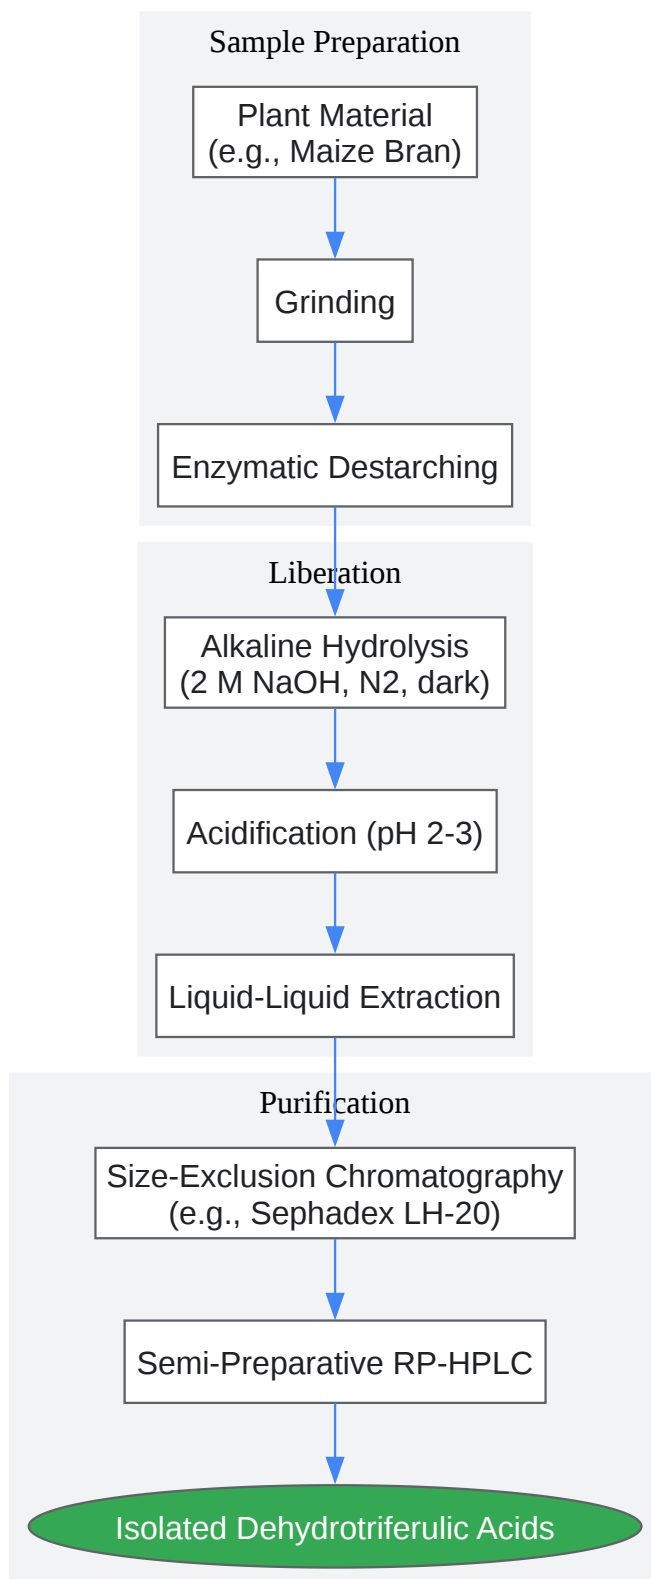 Sample Preparation
Plant Material
(e.g., Maize Bran)
Grinding
Enzymatic Destarching
Liberation
Alkaline Hydrolysis
(2 M NaOH, N2, dark)
Acidification (pH 2-3)
Liquid-Liquid Extraction
Purification
Size-Exclusion Chromatography
(e.g., Sephadex LH-20)
Semi-Preparative RP-HPLC
Isolated Dehydrotriferulic Acids